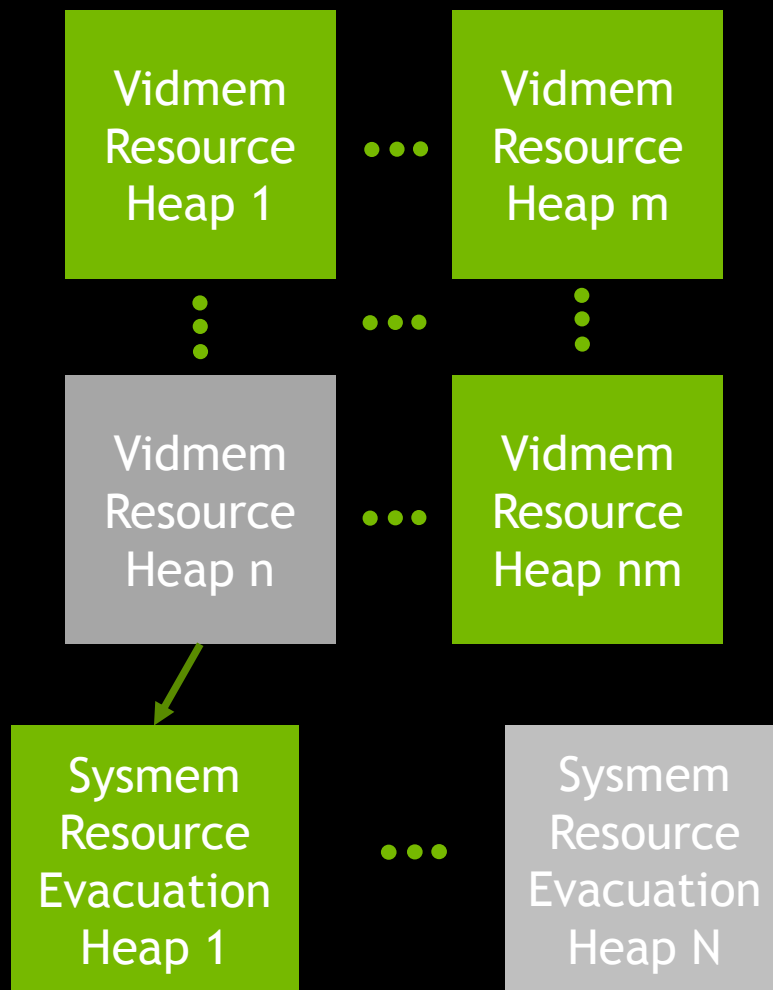 Vidmem
Resource
Heap 1
Vidmem
Resource
Heap m
Vidmem
Resource
Heap n
Vidmem
Resource
Heap nm
Sysmem
Resource
Evacuation
Heap 1
Sysmem
Resource
Evacuation
Heap N